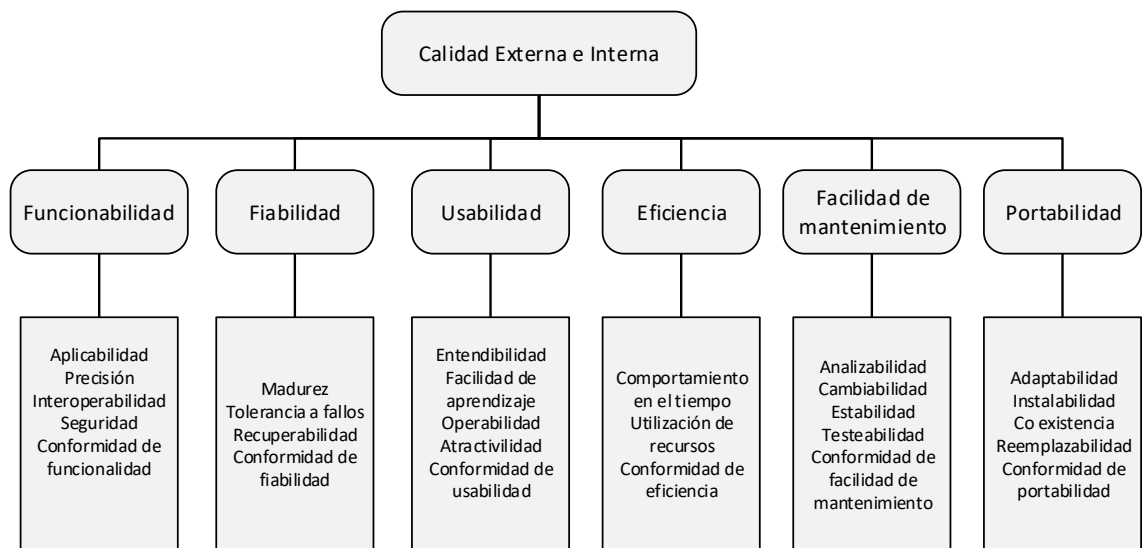 Calidad Externa e Interna
Funcionabilidad
Fiabilidad
Usabilidad
Eficiencia
Facilidad de
mantenimiento
Portabilidad
Aplicabilidad
Precisión
Interoperabilidad
Seguridad
Conformidad de
funcionalidad
Madurez
Tolerancia a fallos
Recuperabilidad
Conformidad de
fiabilidad
Entendibilidad
Facilidad de
aprendizaje
Operabilidad
Atractivilidad
Conformidad de
usabilidad
Comportamiento
en el tiempo
Utilización de
recursos
Conformidad de
eficiencia
Analizabilidad
Cambiabilidad
Estabilidad
Testeabilidad
Conformidad de
facilidad de
mantenimiento
Adaptabilidad
Instalabilidad
Co existencia
Reemplazabilidad
Conformidad de
portabilidad